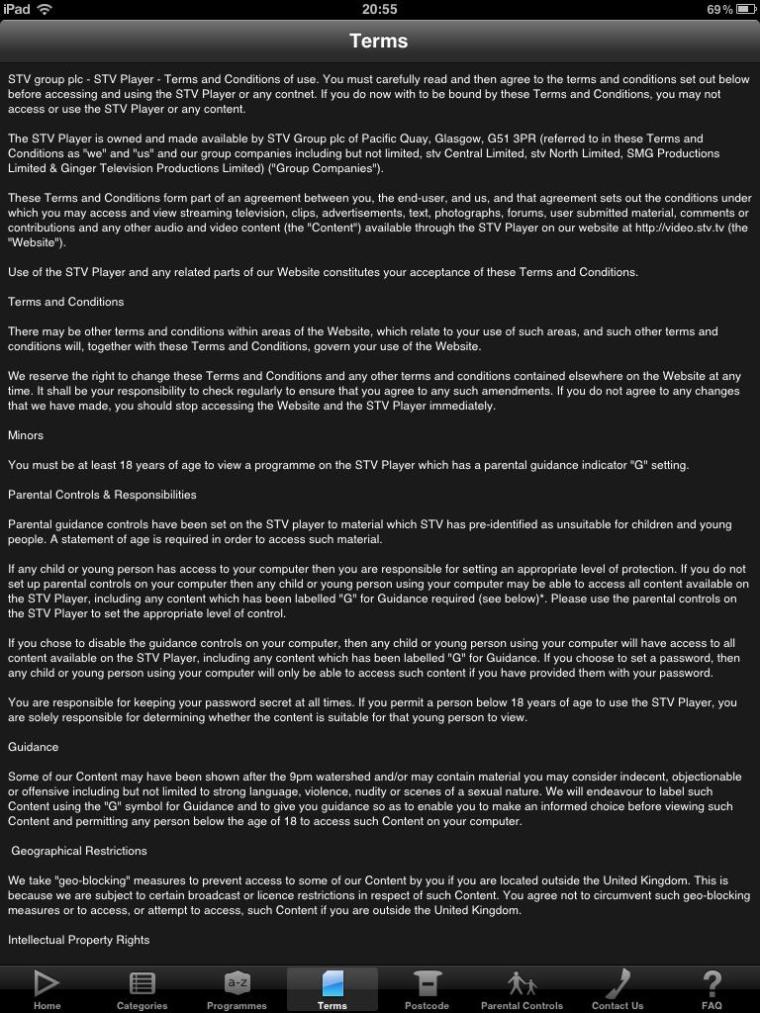 iPad
20:55
69%
Terms
STV group plc - STV Player - Terms and Conditions of use. You must carefully read and then agree to the terms and conditions set out below
before accessing and using the STV Player or any contnet. If you do now with to be bound by these Terms and Conditions, you may not
access or use the STV Player or any content.
The STV Player is owned and made available by STV Group plc of Pacific Quay, Glasgow, G51 3PR (referred to in these Terms and
Conditions as "we" and "us" and our group companies including but not limited, stv Central Limited, stv North Limited, SMG Productions
Limited & Ginger Television Productions Limited) ("Group Companies").
These Terms and Conditions form part of an agreement between you, the end-user, and us, and that agreement sets out the conditions under
which you may access and view streaming television, clips, advertisements, text, photographs, forums, user submitted material, comments or
contributions and any other audio and video content (the "Content") available through the STV Player on our website at http://video.stv.tv (the
"Website").
Use of the STV Player and any related parts of our Website constitutes your acceptance of these Terms and Conditions.
Terms and Conditions
There may be other terms and conditions within areas of the Website, which relate to your use of such areas, and such other terms and
conditions will, together with these Terms and Conditions, govern your use of the Website.
We reserve the right to change these Terms and Conditions and any other terms and conditions contained elsewhere on the Website at any
time. It shall be your responsibility to check regularly to ensure that you agree to any such amendments. If you do not agree to any changes
that we have made, you should stop accessing the Website and the STV Player immediately.
Minors
You must be at least 18 years of age to view a programme on the STV Player which has a parental guidance indicator "G" setting.
Parental Controls & Responsibilities
Parental guidance controls have been set on the STV player to material which STV has pre-identified as unsuitable for children and young
people. A statement of age is required in order to access such material.
If any child or young person has access to your computer then you are responsible for setting an appropriate level of protection. If you do not
set up parental controls on your computer then any child or young person using your computer may be able to access all content available on
the STV Player, including any content which has been labelled "G" for Guidance required (see below)*. Please use the parental controls on
the STV Player to set the appropriate level of control.
If you chose to disable the guidance controls on your computer, then any child or young person using your computer will have access to all
content available on the STV Player, including any content which has been labelled "G" for Guidance. If you choose to set a password, then
any child or young person using your computer will only be able to access such content if you have provided them with your password.
You are responsible for keeping your password secret at all times. If you permit a person below 18 years of age to use the STV Player, you
are solely responsible for determining whether the content is suitable for that young person to view.
Guidance
Some of our Content may have been shown after the 9pm watershed and/or may contain material you may consider indecent, objectionable
or offensive including but not limited to strong language, violence, nudity or scenes of a sexual nature. We will endeavour to label such
Content using the "G" symbol for Guidance and to give you guidance so as to enable you to make an informed choice before viewing such
Content and permitting any person below the age of 18 to access such Content on your computer.
Geographical Restrictions
We take "geo-blocking" measures to prevent access to some of our Content by you if you are located outside the United Kingdom. This is
because we are subject to certain broadcast or licence restrictions in respect of such Content. You agree not to circumvent such geo-blocking
measures or to access, or attempt to access, such Content if you are outside the United Kingdom.
Intellectual Property Rights
a-z
Home
Categories
Programmes
Terms
Postcode
Parental Controls
Contact Us
FAQ